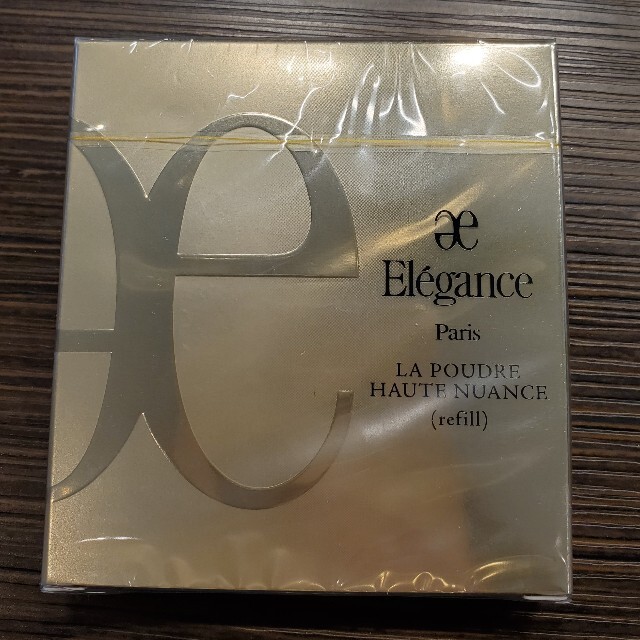 æ
Elégance
Paris
LA POUDRE
HAUTE NUANCE
(refill)